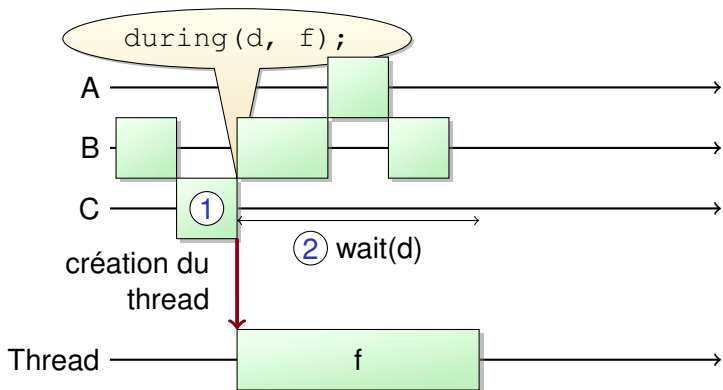 during(d, f);
A
B
C
1
2 wait(d)
création du
thread
Thread
f